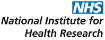 NHS
National Institute for
Health Research